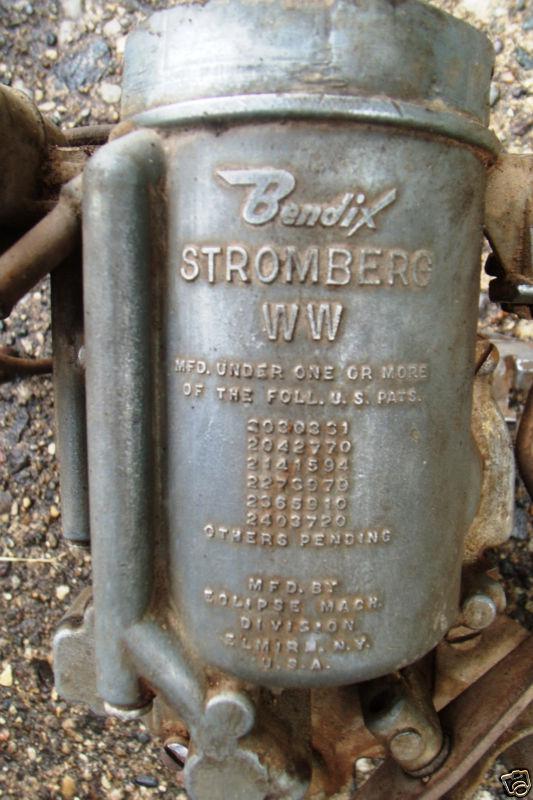 Bendix
STROMBERG
WW
MFD. UNDER ONE OR MORE
OF THE FOLL. U.S. PATS.
2030331
2042770
2141594
2273979
2365910
2403720
OTHERS PENDING
MFD. BY
ECLIPSE MACH.
DIVISION
ELMIRA, N.Y.
U.S.A.